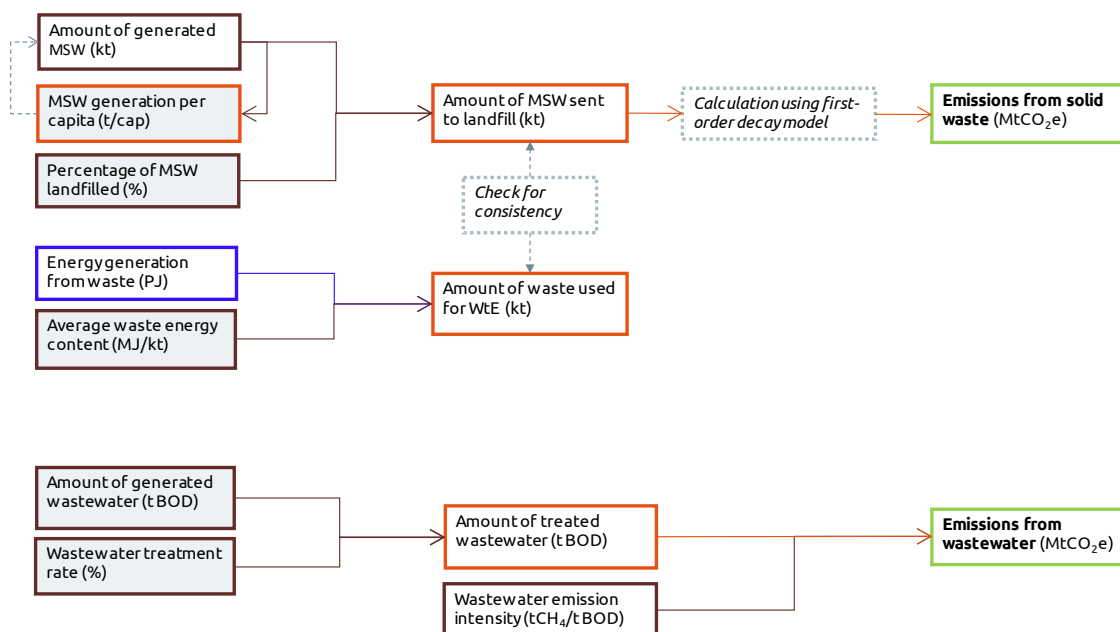 Amount of generated
MSW (kt)
MSW generation per
capita (t/cap)
Percentage of MSW
landfilled (%)
Amount of MSW sent
to landfill (kt)
Calculation using first-
order decay model
Emissions from solid
waste (MtCO₂e)
Check for
consistency
Energy generation
from waste (PJ)
Average waste energy
content (MJ/kt)
Amount of waste used
for WtE (kt)
Amount of generated
wastewater (t BOD)
Wastewater treatment
rate (%)
Amount of treated
wastewater (t BOD)
Wastewater emission
intensity (tCH₄/t BOD)
Emissions from
wastewater (MtCO₂e)